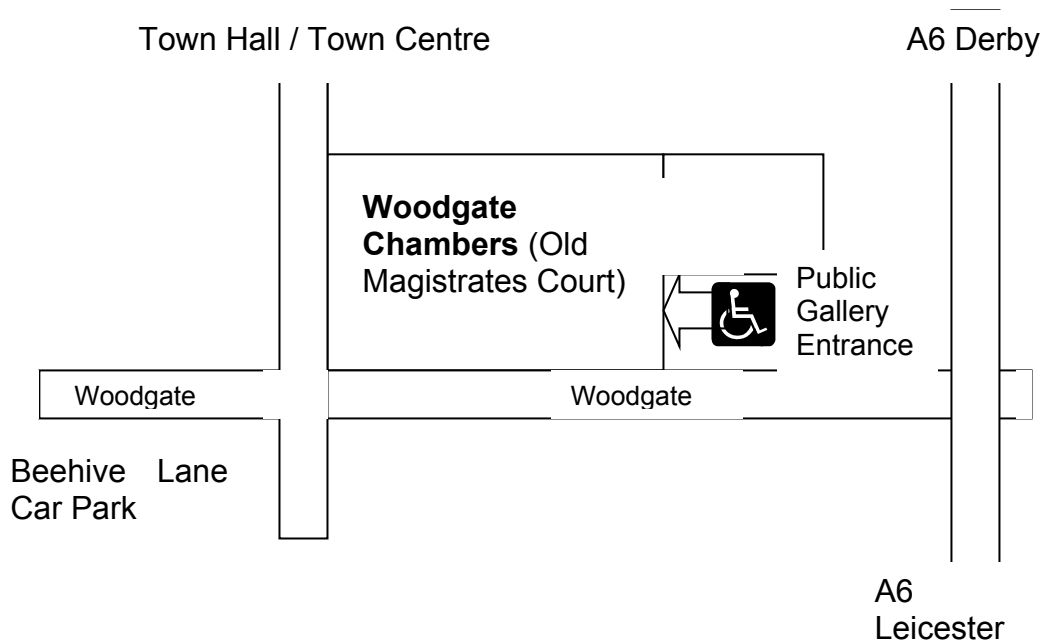 Town Hall / Town Centre
A6 Derby
Woodgate
Chambers (Old
Magistrates Court)
Public
Gallery
Entrance
Woodgate
Woodgate
Beehive Lane
Car Park
A6
Leicester